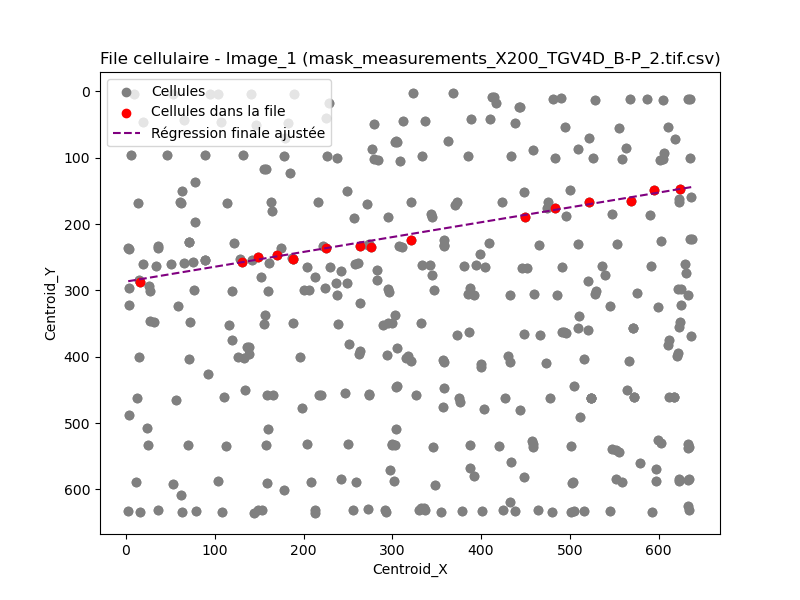 File cellulaire - Image_1 (mask_measurements_X200_TGV4D_B-P_2.tif.csv)
Cellules
Cellules dans la file
Régression finale ajustée
Centroid_Y
0
100
200
300
400
500
600
0 100 200 300 400 500 600
Centroid_X